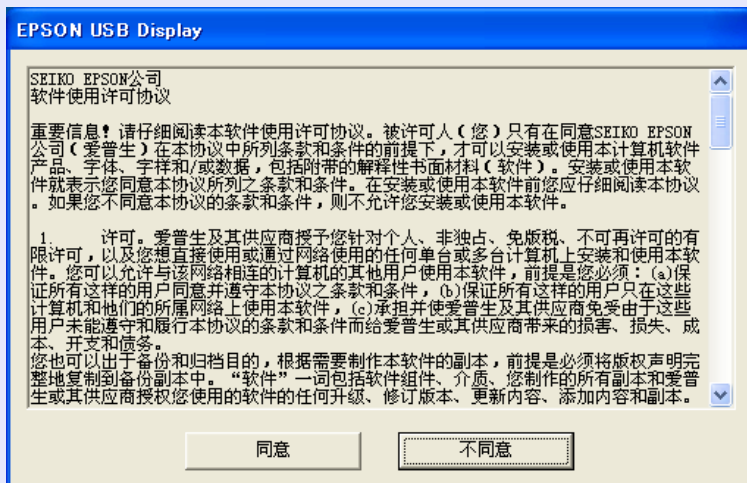 EPSON USB Display
SEIKO EPSON公司
软件使用许可协议
重要信息！请仔细阅读本软件使用许可协议。被许可人（您）只有在同意SEIKO EPSON
公司（爱普生）在本协议中所列条款和条件的前提下，才可以安装或使用本计算机软件
产品、字体、字样和/或数据，包括附带的解释性书面材料（软件）。安装或使用本软
件就表示您同意本协议所列之条款和条件。在安装或使用本软件前您应仔细阅读本协议
。如果您不同意本协议的条款和条件，则不允许您安装或使用本软件。
1. 许可。爱普生及其供应商授予您针对个人、非独占、免版税、不可再许可的有
限许可，以及您想直接使用或通过网络使用的任何单台或多台计算机上安装和使用本软
件。您可以允许与该网络相连的计算机的其他用户使用本软件，前提是您必须：(a)保
证所有这样的用户同意并遵守本协议之条款和条件，(b)保证所有这样的用户只在这些
计算机和他们的所属网络上使用本软件，(c)承担并使爱普生及其供应商免受由于这些
用户未能遵守和履行本协议的条款和条件而给爱普生或其供应商带来的损害、损失、成
本、开支和债务。
您也可以出于备份和归档目的，根据需要制作本软件的副本，前提是必须将版权声明完
整地复制到备份副本中。“软件”一词包括软件组件、介质、您制作的所有副本和爱普
生或其供应商授权您使用的软件的任何升级、修订版本、更新内容、添加内容和副本。
同意
不同意